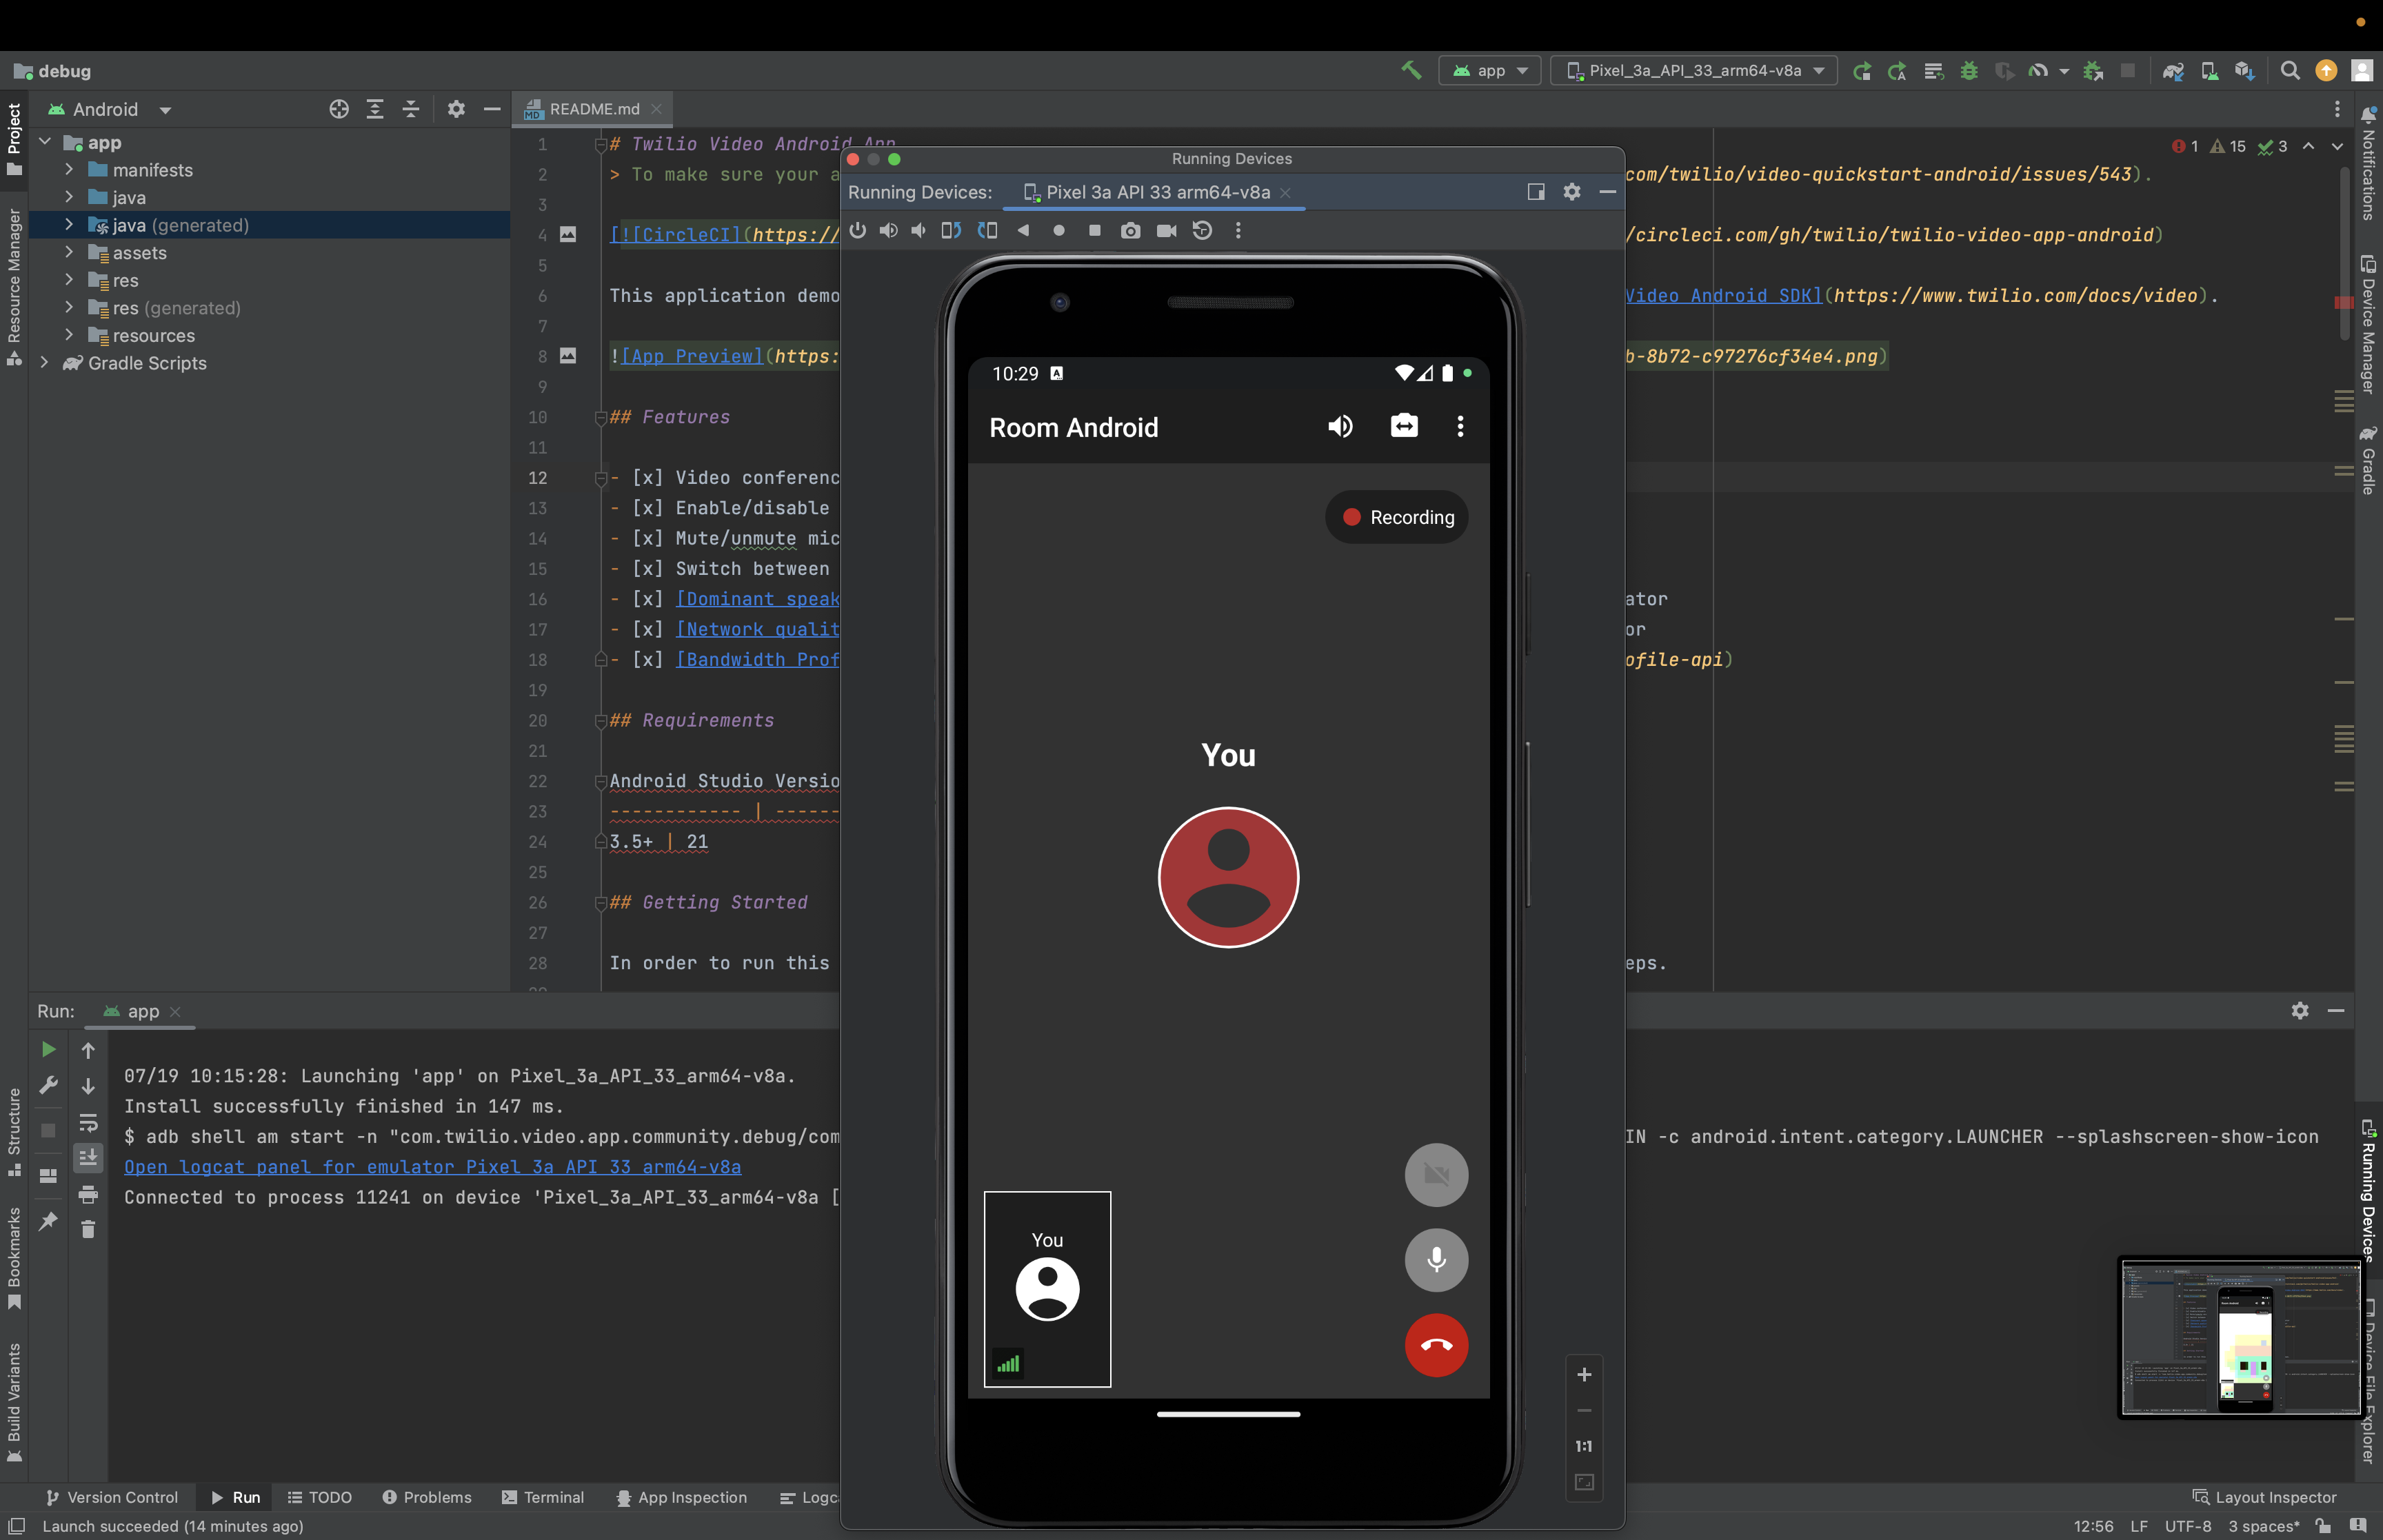 debug
app
Pixel_3a_API_33_arm64-v8a
Android
README.md
Project
Resource Manager
app
manifests
java
java (generated)
assets
res
res (generated)
resources
Gradle Scripts
1 # Twilio Video Android App
2 > To make sure your a
com/twilio/video-quickstart-android/issues/543).
1 15 3
3
4 [![CircleCI](https://
/circleci.com/gh/twilio/twilio-video-app-android)
5
6 This application demo
Video Android SDK](https://www.twilio.com/docs/video).
7
8 ![App Preview](https:
b-8b72-c97276cf34e4.png)
9
10 ## Features
11
12 - [x] Video conferenc
13 - [x] Enable/disable
14 - [x] Mute/unmute mic
15 - [x] Switch between
16 - [x] [Dominant speak
ator
17 - [x] [Network qualit
or
18 - [x] [Bandwidth Prof
ofile-api)
19
20 ## Requirements
21
22 Android Studio Versio
23 ------------ | ------
24 3.5+ | 21
25
26 ## Getting Started
27
28 In order to run this
eps.
Running Devices
Running Devices: Pixel 3a API 33 arm64-v8a
10:29
Room Android
Recording
You
You
1:1
Notifications
Device Manager
Gradle
Running Devices
Device File Explorer
Run: app
07/19 10:15:28: Launching 'app' on Pixel_3a_API_33_arm64-v8a.
Install successfully finished in 147 ms.
$ adb shell am start -n "com.twilio.video.app.community.debug/com
IN -c android.intent.category.LAUNCHER --splashscreen-show-icon
Open logcat panel for emulator Pixel 3a API 33 arm64-v8a
Connected to process 11241 on device 'Pixel_3a_API_33_arm64-v8a [
Structure
Bookmarks
Build Variants
Version Control
Run
TODO
Problems
Terminal
App Inspection
Logc
Layout Inspector
Launch succeeded (14 minutes ago)
12:56 LF UTF-8 3 spaces*